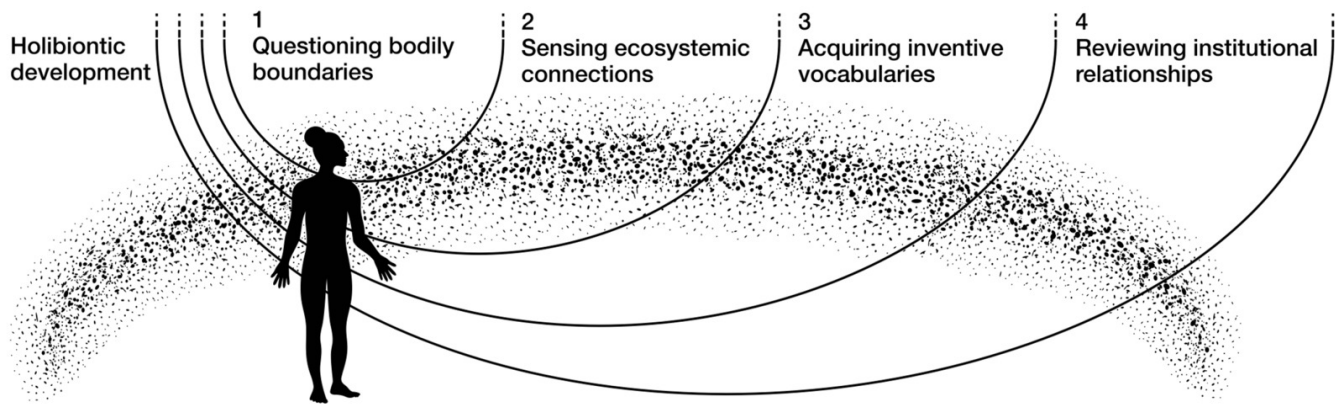 Holibiontic
development
1
Questioning bodily
boundaries
2
Sensing ecosystemic
connections
3
Acquiring inventive
vocabularies
4
Reviewing institutional
relationships